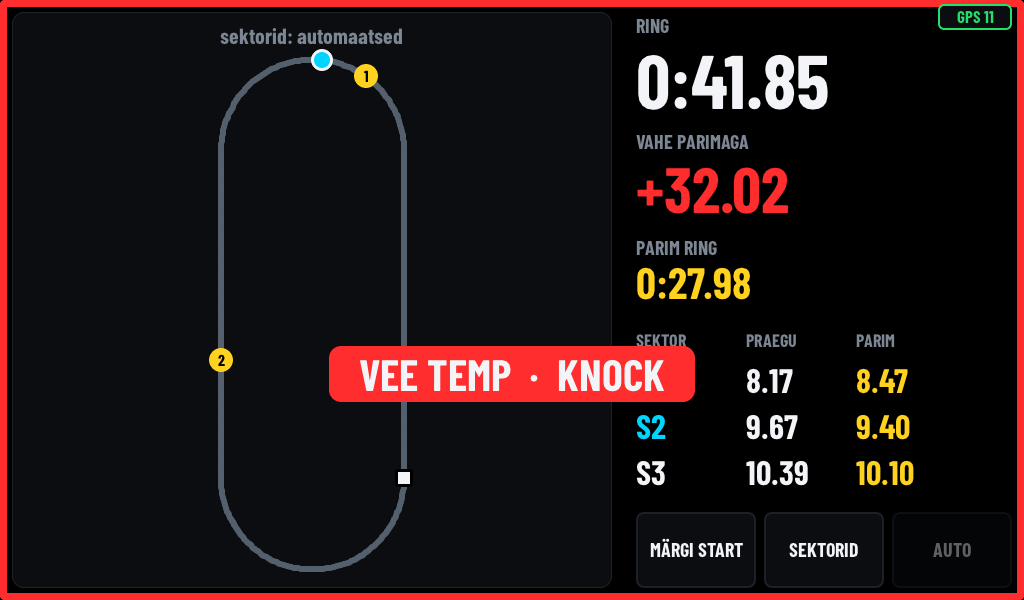 GPS 11
sektorid: automaatsed
1
2
RING
0:41.85
VAHE PARIMAGA
+32.02
PARIM RING
0:27.98
SEKTOR PRAEGU PARIM
VEE TEMP · KNOCK
8.17 8.47
S2 9.67 9.40
S3 10.39 10.10
MÄRGI START SEKTORID AUTO